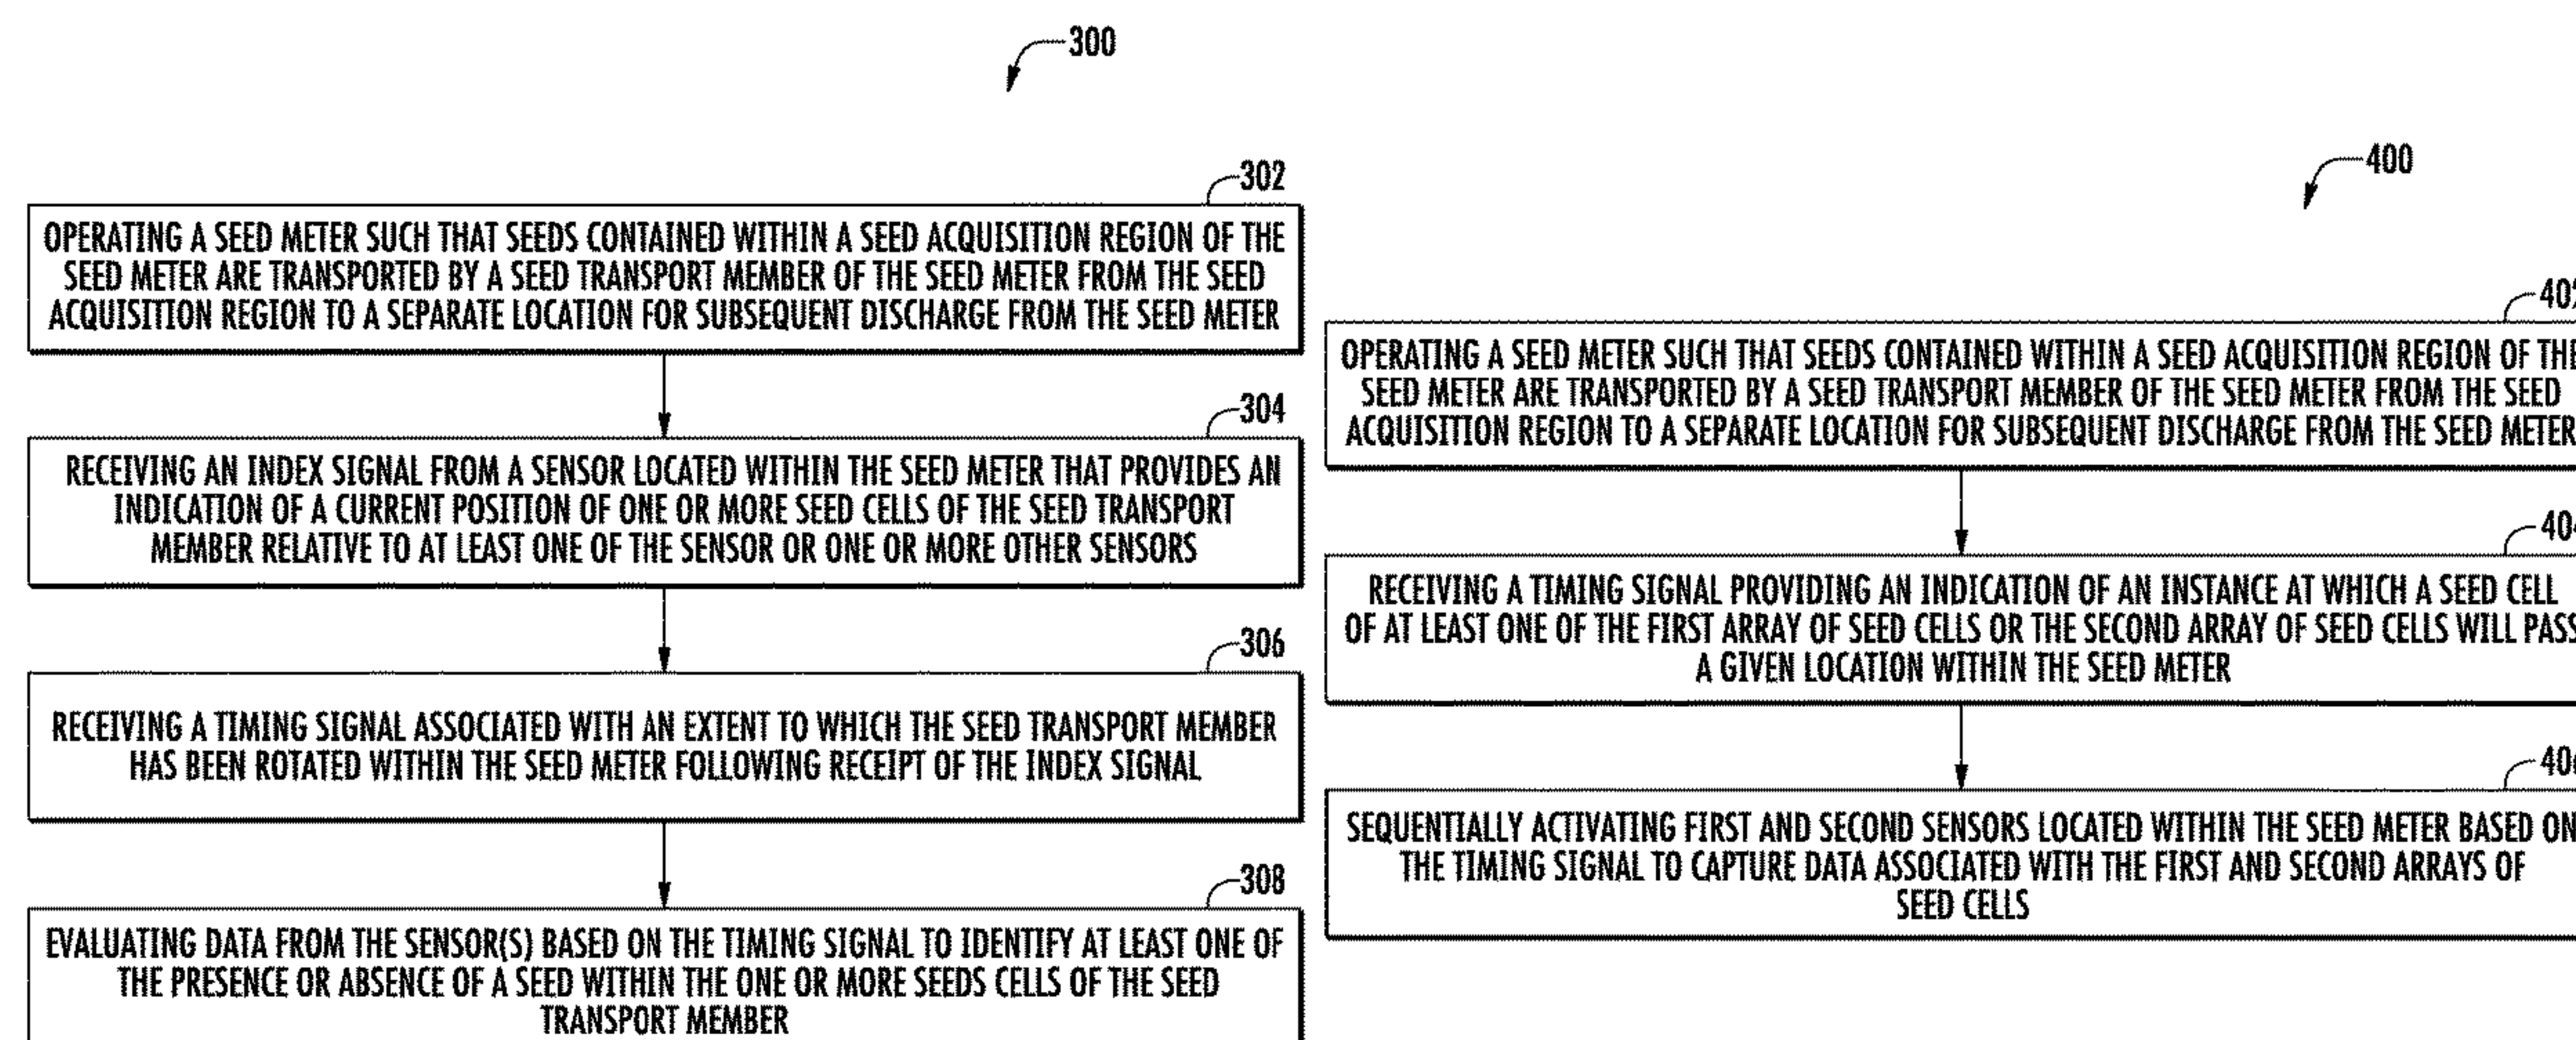 300
302
OPERATING A SEED METER SUCH THAT SEEDS CONTAINED WITHIN A SEED ACQUISITION REGION OF THE
SEED METER ARE TRANSPORTED BY A SEED TRANSPORT MEMBER OF THE SEED METER FROM THE SEED
ACQUISITION REGION TO A SEPARATE LOCATION FOR SUBSEQUENT DISCHARGE FROM THE SEED METER
304
RECEIVING AN INDEX SIGNAL FROM A SENSOR LOCATED WITHIN THE SEED METER THAT PROVIDES AN
INDICATION OF A CURRENT POSITION OF ONE OR MORE SEED CELLS OF THE SEED TRANSPORT
MEMBER RELATIVE TO AT LEAST ONE OF THE SENSOR OR ONE OR MORE OTHER SENSORS
306
RECEIVING A TIMING SIGNAL ASSOCIATED WITH AN EXTENT TO WHICH THE SEED TRANSPORT MEMBER
HAS BEEN ROTATED WITHIN THE SEED METER FOLLOWING RECEIPT OF THE INDEX SIGNAL
308
EVALUATING DATA FROM THE SENSOR(S) BASED ON THE TIMING SIGNAL TO IDENTIFY AT LEAST ONE OF
THE PRESENCE OR ABSENCE OF A SEED WITHIN THE ONE OR MORE SEEDS CELLS OF THE SEED
TRANSPORT MEMBER
400
OPERATING A SEED METER SUCH THAT SEEDS CONTAINED WITHIN A SEED ACQUISITION REGION OF THE
SEED METER ARE TRANSPORTED BY A SEED TRANSPORT MEMBER OF THE SEED METER FROM THE SEED
ACQUISITION REGION TO A SEPARATE LOCATION FOR SUBSEQUENT DISCHARGE FROM THE SEED METER
RECEIVING A TIMING SIGNAL PROVIDING AN INDICATION OF AN INSTANCE AT WHICH A SEED CELL
OF AT LEAST ONE OF THE FIRST ARRAY OF SEED CELLS OR THE SECOND ARRAY OF SEED CELLS WILL PASS
A GIVEN LOCATION WITHIN THE SEED METER
SEQUENTIALLY ACTIVATING FIRST AND SECOND SENSORS LOCATED WITHIN THE SEED METER BASED ON
THE TIMING SIGNAL TO CAPTURE DATA ASSOCIATED WITH THE FIRST AND SECOND ARRAYS OF
SEED CELLS